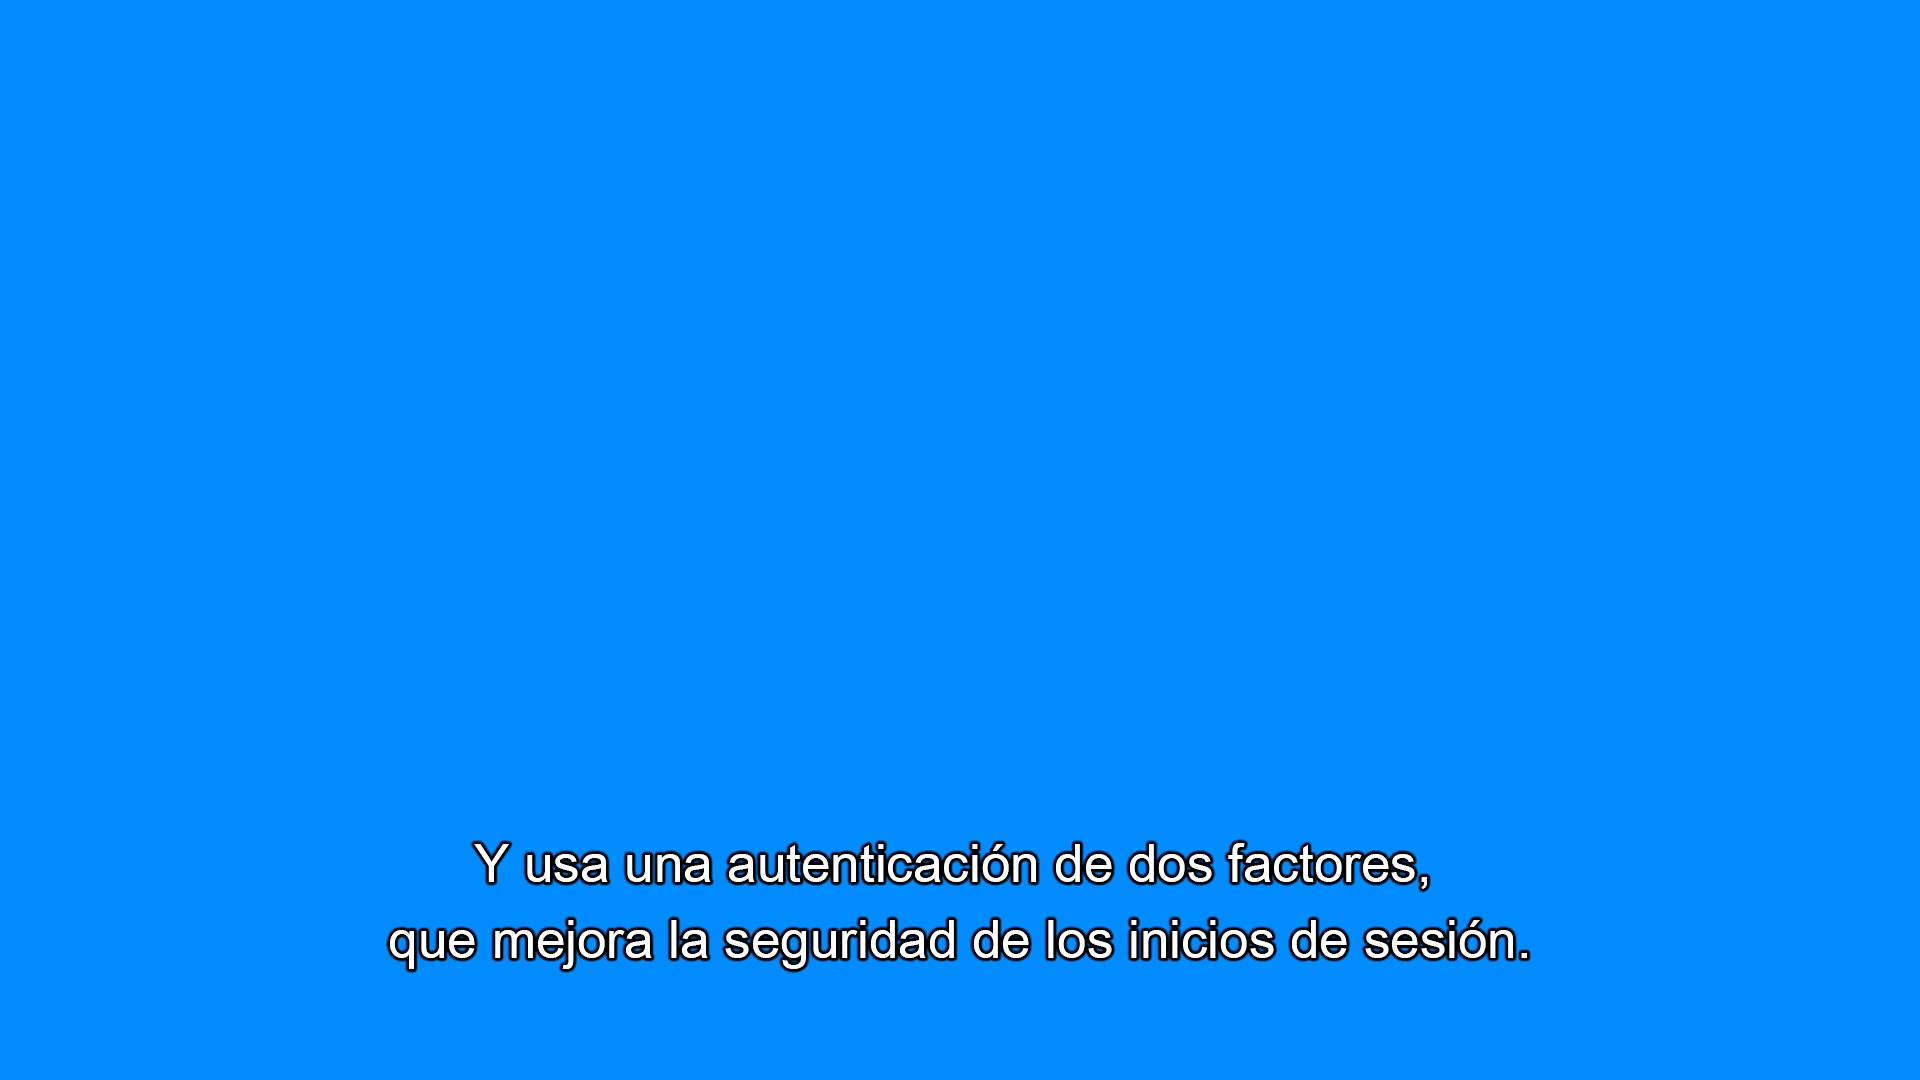 Y usa una autenticación de dos factores,
que mejora la seguridad de los inicios de sesión.